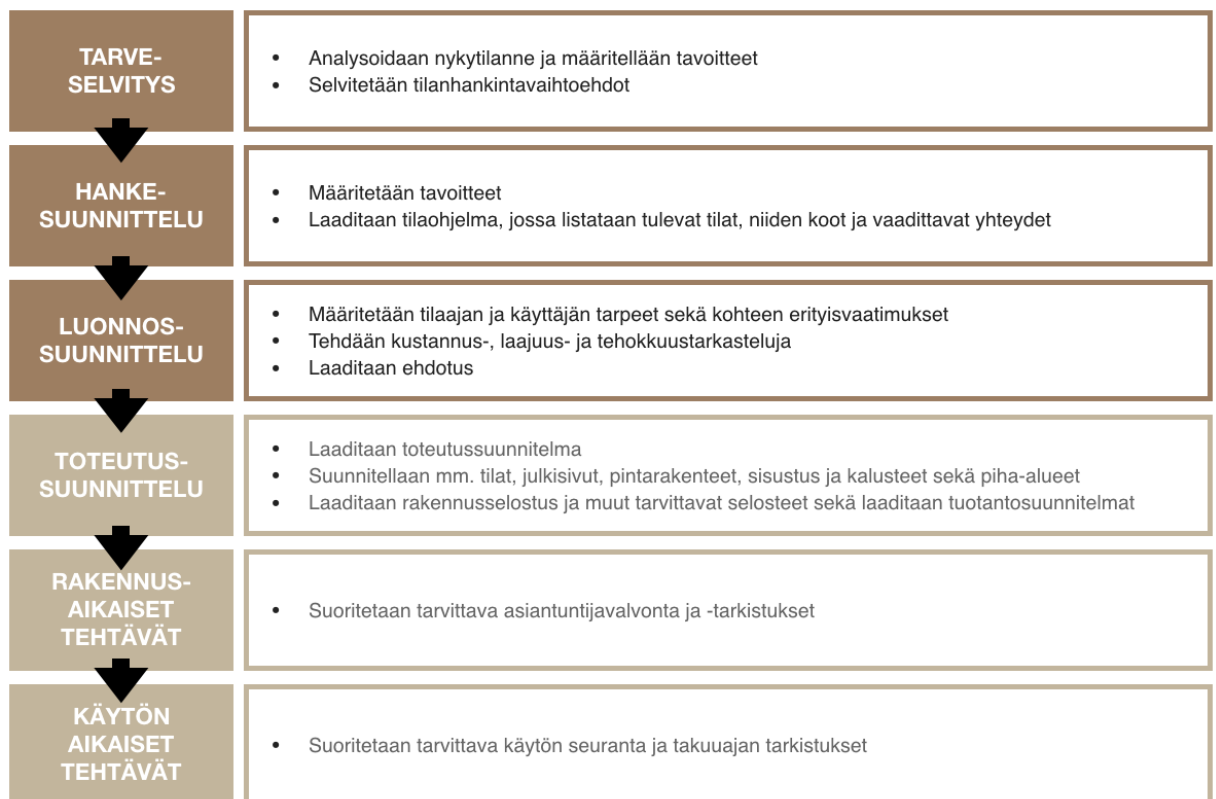 TARVE-
SELVITYS
• Analysoidaan nykytilanne ja määritellään tavoitteet
• Selvitetään tilanhankintavaihtoehdot
HANKE-
SUUNNITTELU
• Määritetään tavoitteet
• Laaditaan tilaohjelma, jossa listataan tulevat tilat, niiden koot ja vaadittavat yhteydet
LUONNOS-
SUUNNITTELU
• Määritetään tilaajan ja käyttäjän tarpeet sekä kohteen erityisvaatimukset
• Tehdään kustannus-, laajuus- ja tehokkuustarkasteluja
• Laaditaan ehdotus
TOTEUTUS-
SUUNNITTELU
• Laaditaan toteutussuunnitelma
• Suunnitellaan mm. tilat, julkisivut, pintarakenteet, sisustus ja kalusteet sekä piha-alueet
• Laaditaan rakennusselostus ja muut tarvittavat selosteet sekä laaditaan tuotantosuunnitelmat
RAKENNUS-
AIKAISET
TEHTÄVÄT
• Suoritetaan tarvittava asiantuntijavalvonta ja -tarkistukset
KÄYTÖN
AIKAISET
TEHTÄVÄT
• Suoritetaan tarvittava käytön seuranta ja takuuajan tarkistukset